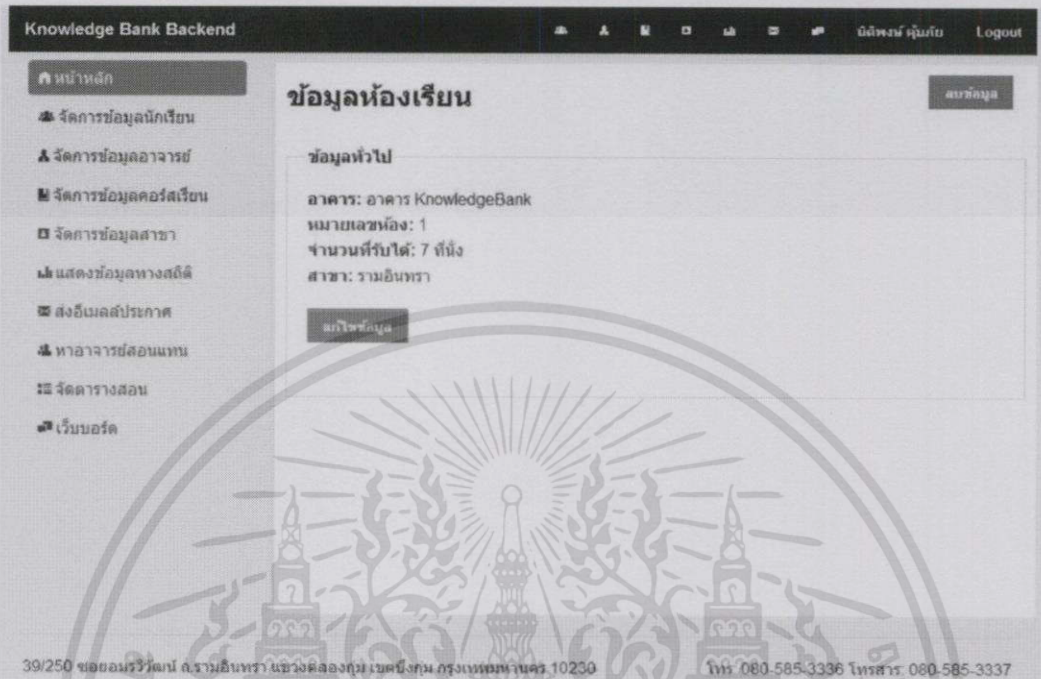 Knowledge Bank Backend นิติพงษ์ คุ้มภัย Logout
หน้าหลัก
จัดการข้อมูลนักเรียน
จัดการข้อมูลอาจารย์
จัดการข้อมูลคอร์สเรียน
จัดการข้อมูลสาขา
แสดงข้อมูลทางสถิติ
ส่งอีเมลล์ประกาศ
หาอาจารย์สอนแทน
จัดตารางสอน
เว็บบอร์ด
ข้อมูลห้องเรียน
ลบข้อมูล
ข้อมูลทั่วไป
อาคาร: อาคาร KnowledgeBank
หมายเลขห้อง: 1
จำนวนที่รับได้: 7 ที่นั่ง
สาขา: รามอินทรา
แก้ไขข้อมูล
39/250 ซอยอมรวิวัฒน์ ถ.รามอินทรา แขวงคลองกุ่ม เขตบึงกุ่ม กรุงเทพมหานคร 10230 โทร. 080-585-3336 โทรสาร. 080-585-3337